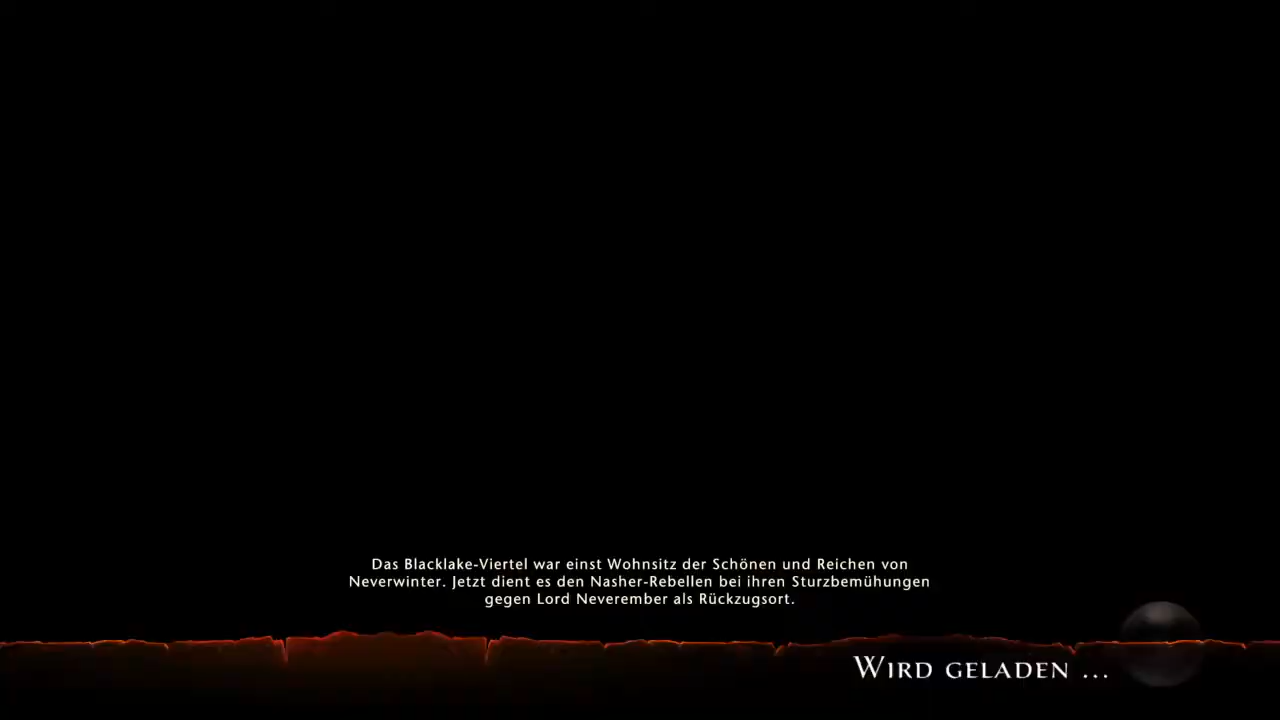 Das Blacklake-Viertel war einst Wohnsitz der Schönen und Reichen von
Neverwinter. Jetzt dient es den Nasher-Rebellen bei ihren Sturzbemühungen
gegen Lord Neverember als Rückzugsort.
Wird geladen ...